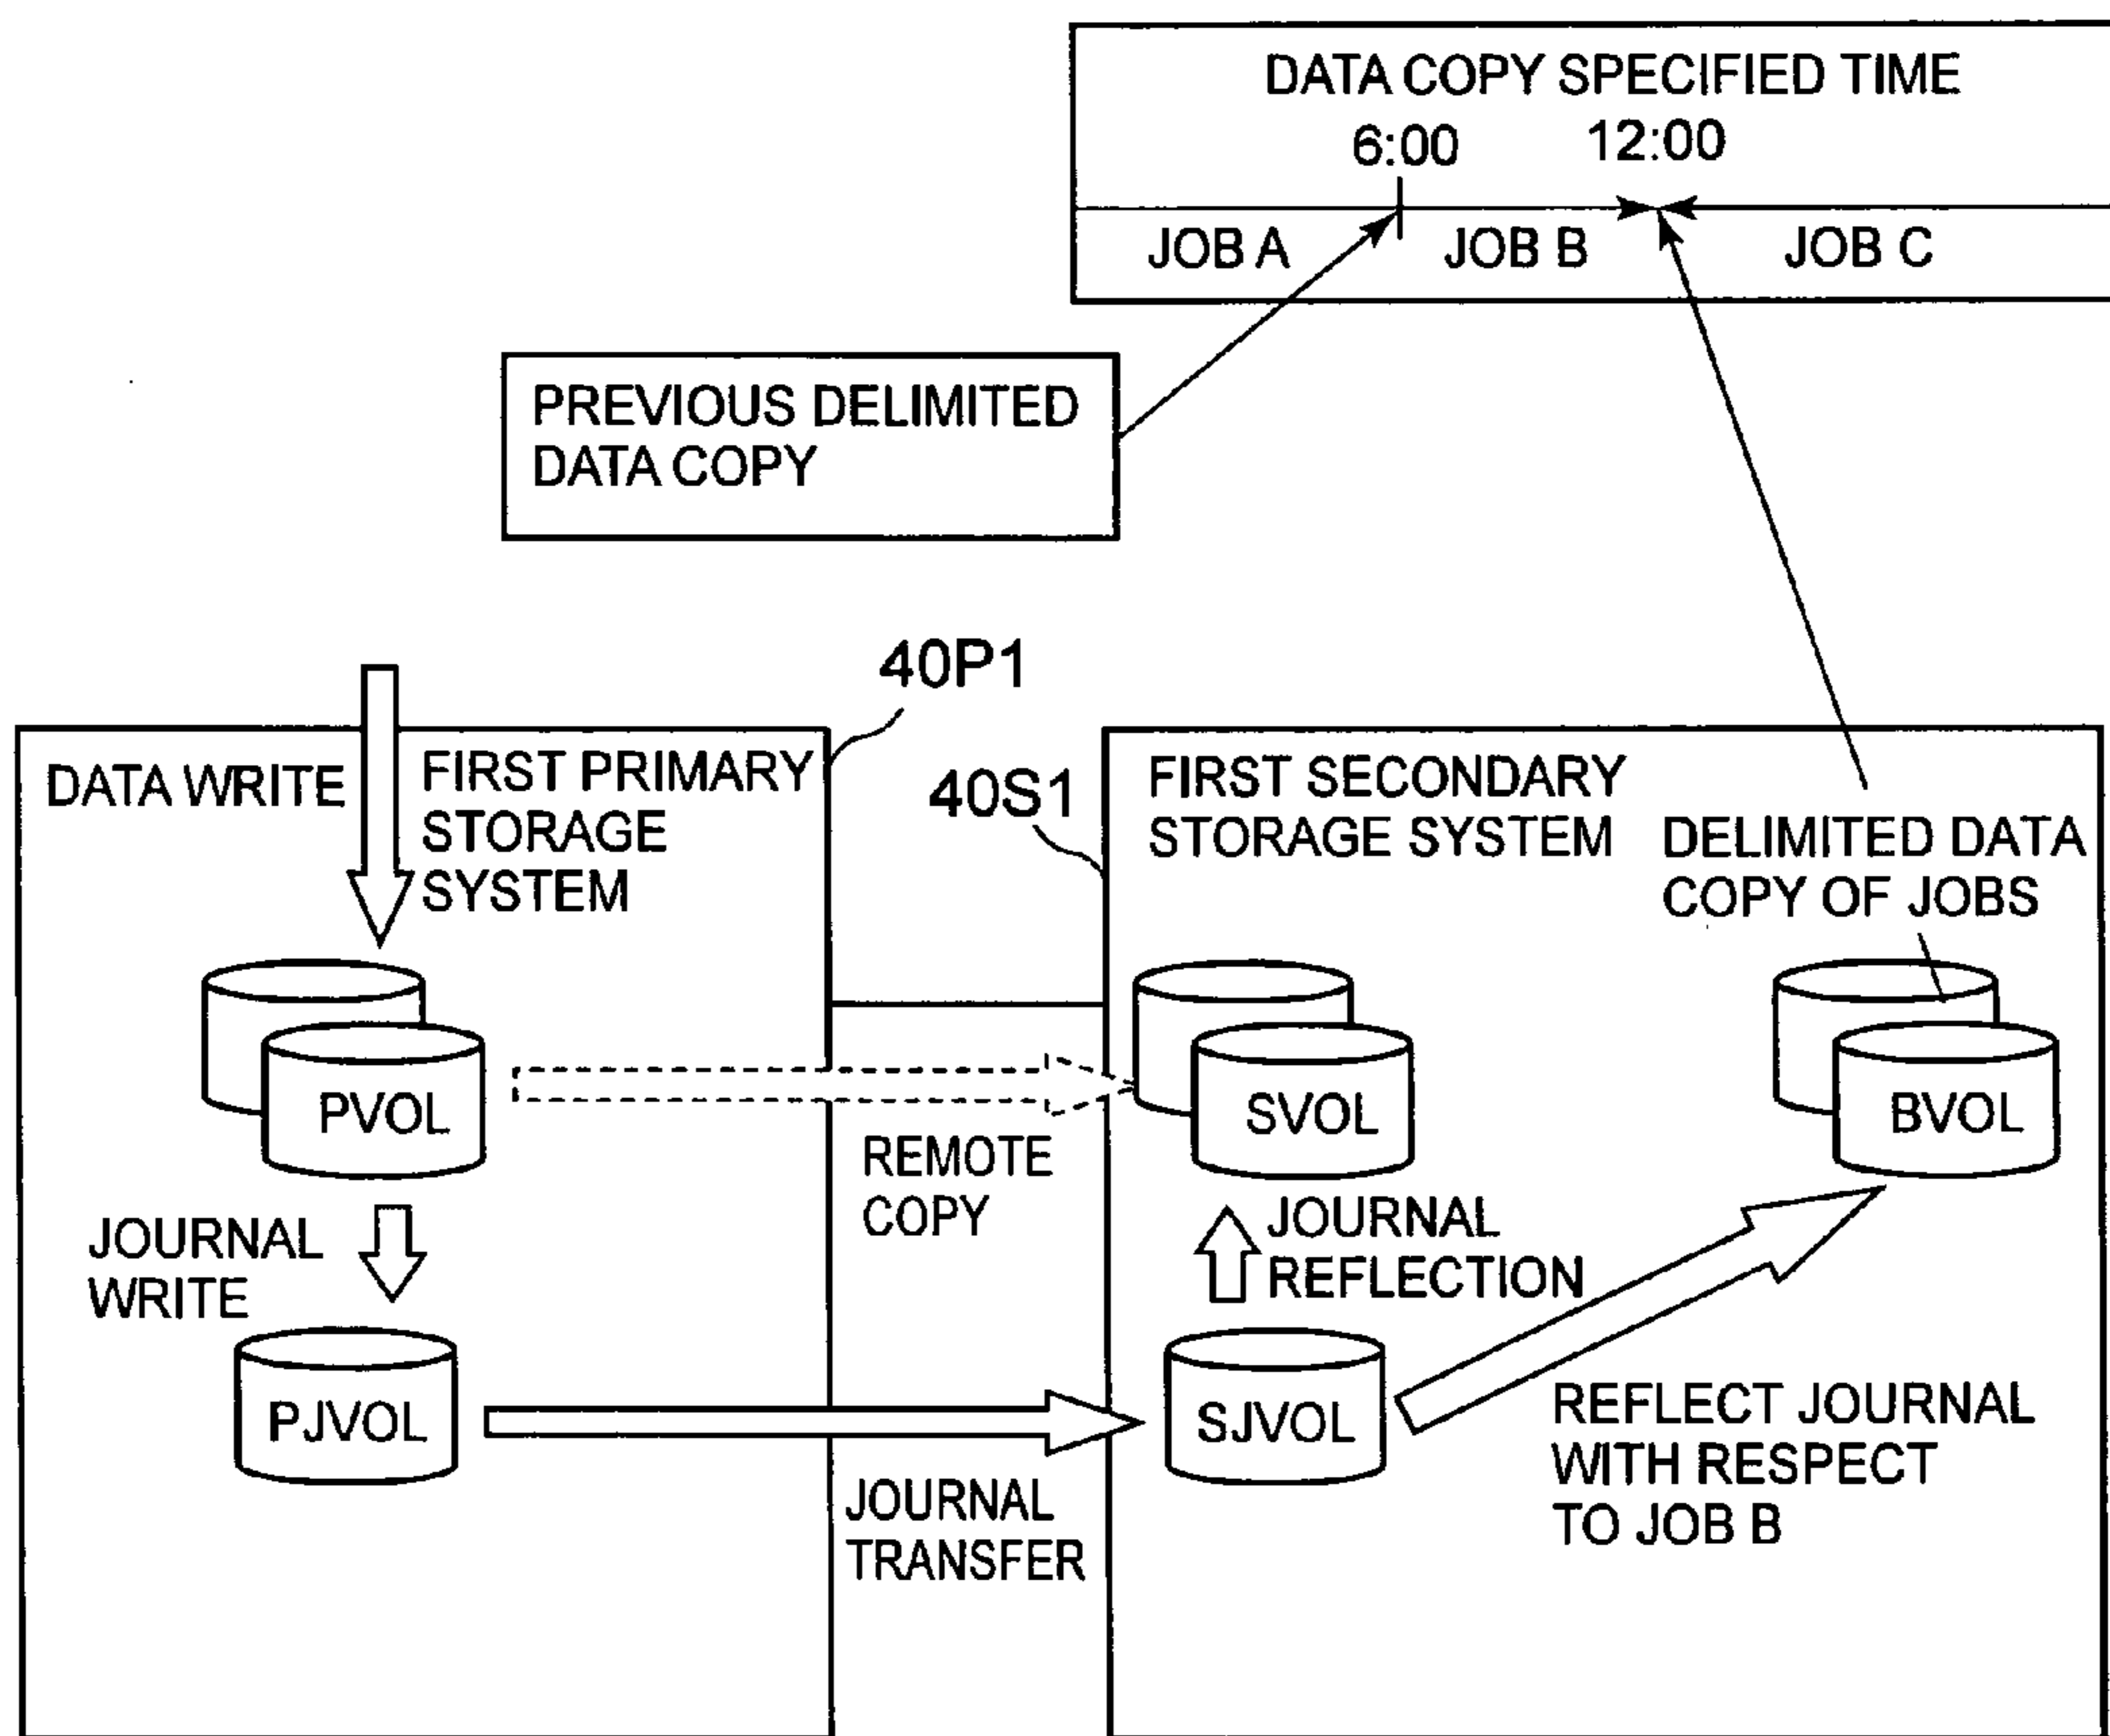 DATA COPY SPECIFIED TIME
6:00 12:00
JOB A JOB B JOB C
PREVIOUS DELIMITED
DATA COPY
40P1
40S1
DATA WRITE
FIRST PRIMARY
STORAGE
SYSTEM
FIRST SECONDARY
STORAGE SYSTEM
DELIMITED DATA
COPY OF JOBS
PVOL
SVOL
BVOL
REMOTE
COPY
JOURNAL
WRITE
JOURNAL
REFLECTION
PJVOL
SJVOL
JOURNAL
TRANSFER
REFLECT JOURNAL
WITH RESPECT
TO JOB B